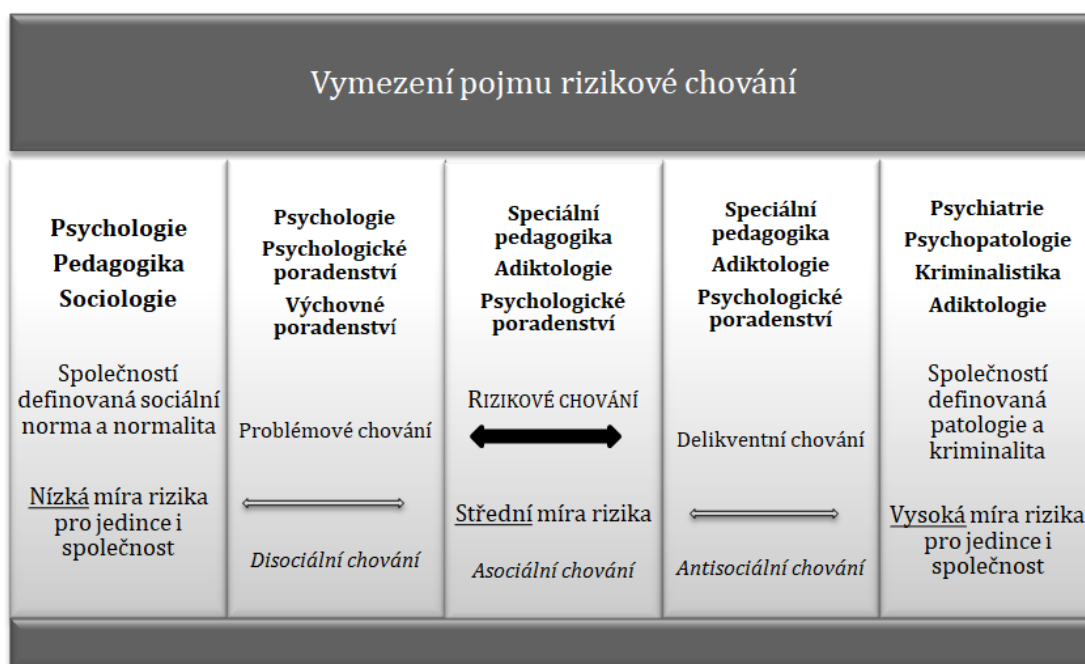 Vymezení pojmu rizikové chování
Psychologie
Pedagogika
Sociologie
Společností
definovaná sociální
norma a normalita
Nízká míra rizika
pro jedince i
společnost
Psychologie
Psychologické
poradenství
Výchovné
poradenství
Problémové chování
Disociální chování
Speciální
pedagogika
Adiktologie
Psychologické
poradenství
RIZIKOVÉ CHOVÁNÍ
Střední míra rizika
Asociální chování
Speciální
pedagogika
Adiktologie
Psychologické
poradenství
Delikventní chování
Antisociální chování
Psychiatrie
Psychopatologie
Kriminalistika
Adiktologie
Společností
definovaná
patologie a
kriminalita
Vysoká míra rizika
pro jedince i
společnost